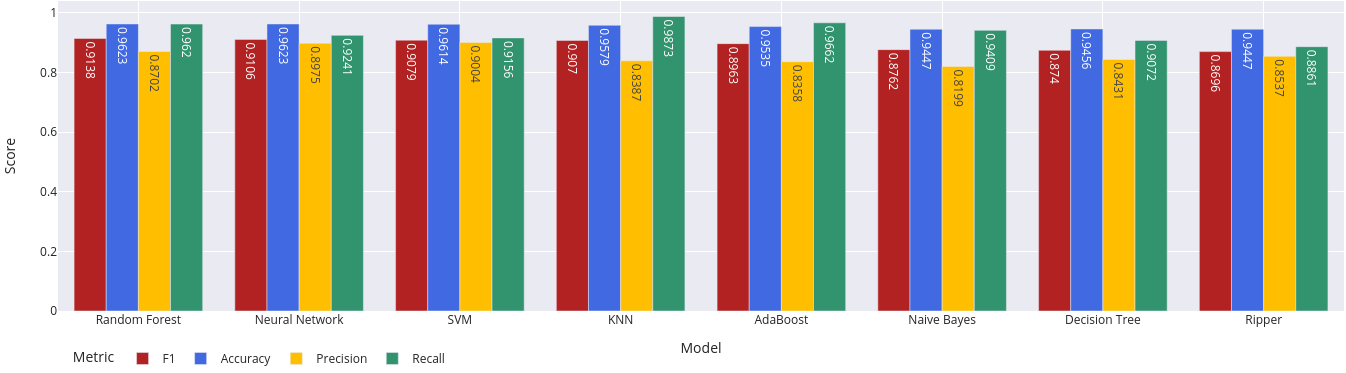 1
0.8
0.6
0.4
0.2
0
Score
0.9138 0.9623 0.8702 0.962
0.9106 0.9623 0.8975 0.9241
0.9079 0.9614 0.9004 0.9156
0.907 0.9579 0.8387 0.9873
0.8963 0.9535 0.8358 0.9662
0.8762 0.9447 0.8199 0.9409
0.874 0.9456 0.8431 0.9072
0.8696 0.9447 0.8537 0.8861
Random Forest Neural Network SVM KNN AdaBoost Naive Bayes Decision Tree Ripper
Model
Metric F1 Accuracy Precision Recall